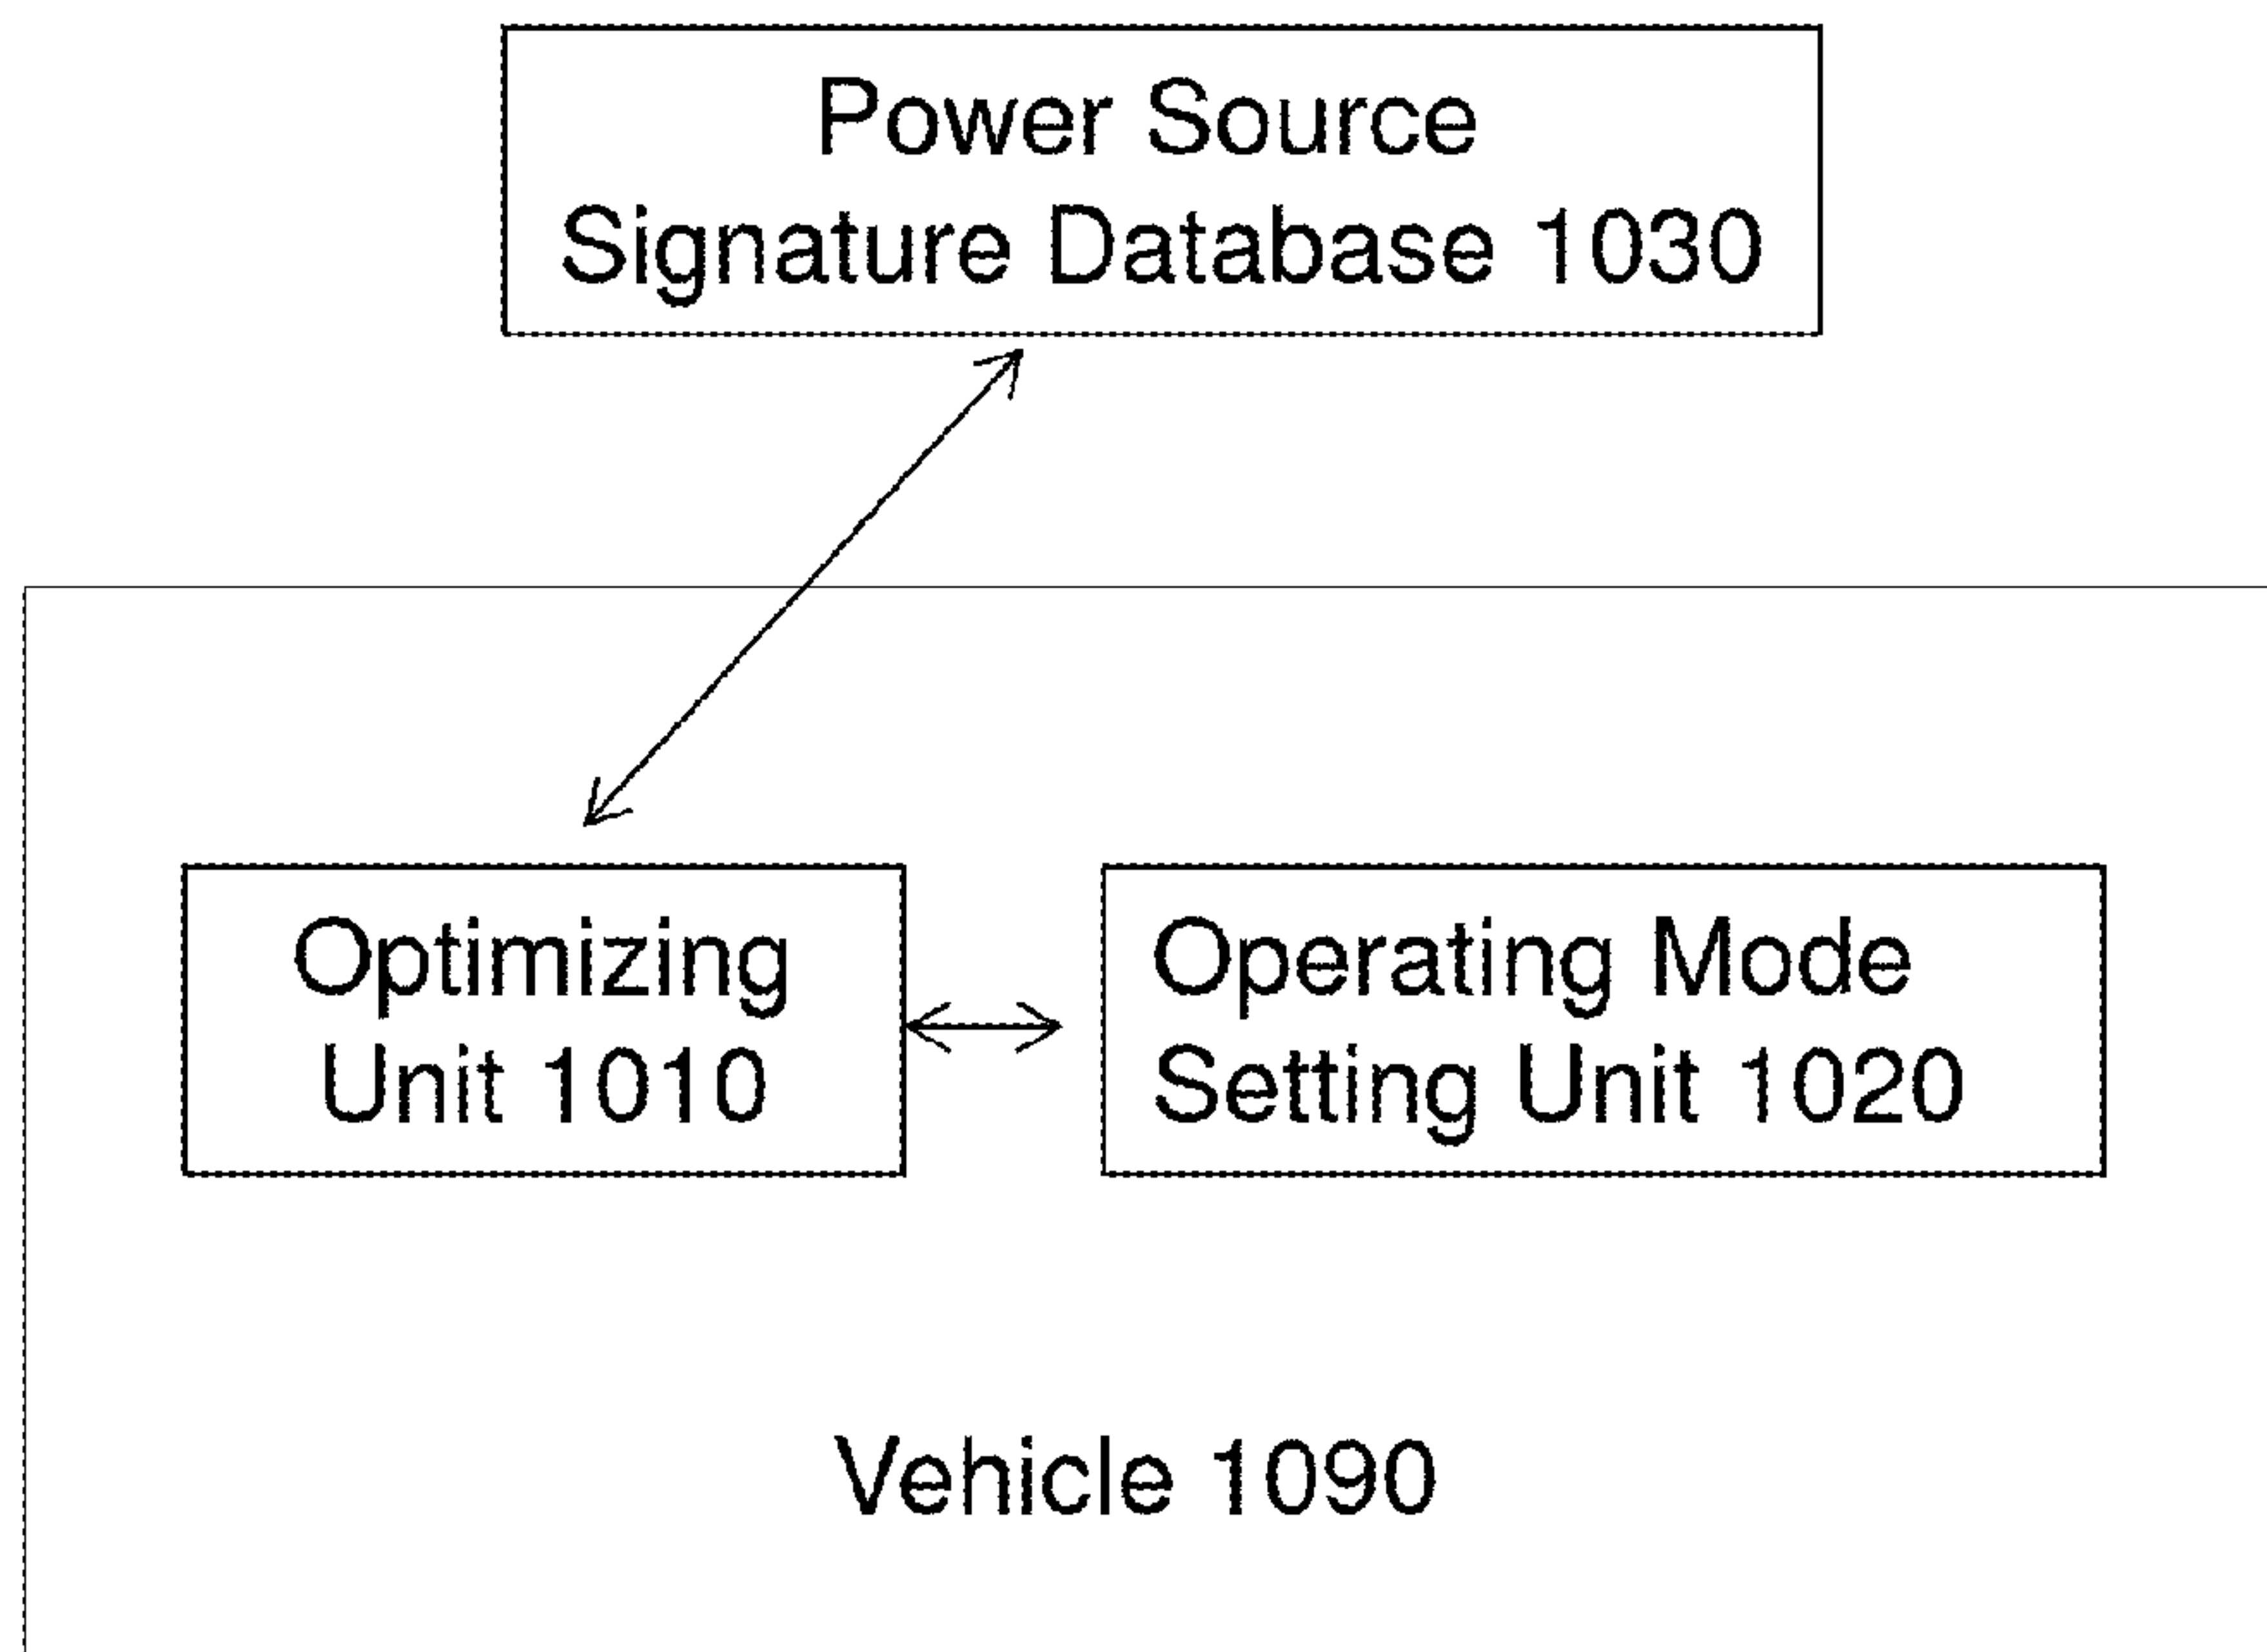 Power Source
Signature Database 1030
Optimizing
Unit 1010
Operating Mode
Setting Unit 1020
Vehicle 1090